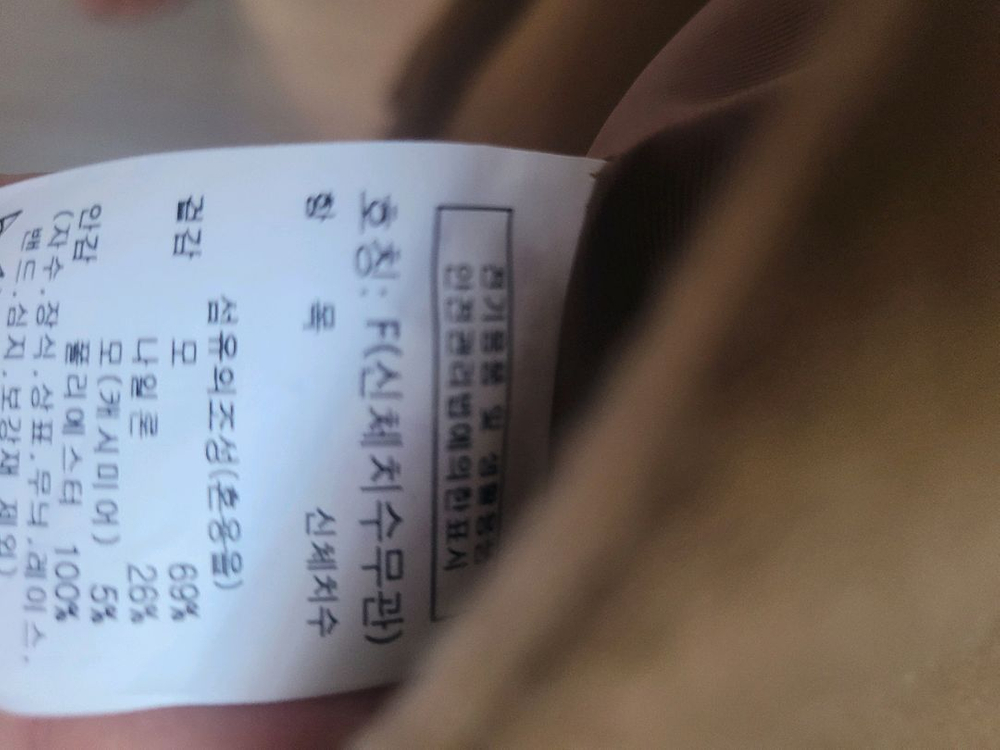 전기용품 및 생활용품
안전관리법에의한표시
호칭: F(신체치수무관)
항 목 신체치수
섬유의조성(혼용율)
겉감 모 69%
나일론 26%
모(캐시미어) 5%
안감 폴리에스터 100%
(자수.장식.상표.무늬.레이스.
밴드.심지.보강재 제외)